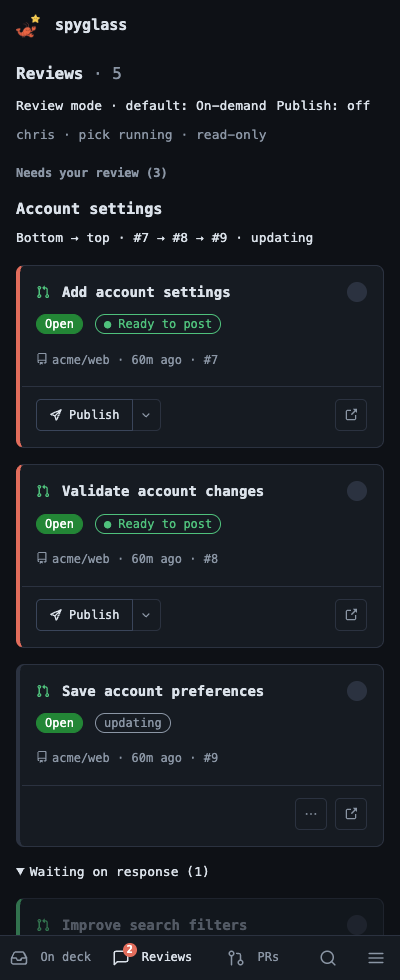 spyglass
Reviews · 5
Review mode · default: On-demand Publish: off
chris · pick running · read-only
Needs your review (3)
Account settings
Bottom → top · #7 → #8 → #9 · updating
Add account settings
Open ● Ready to post
acme/web · 60m ago · #7
Publish
Validate account changes
Open ● Ready to post
acme/web · 60m ago · #8
Publish
Save account preferences
Open updating
acme/web · 60m ago · #9
...
▼ Waiting on response (1)
Improve search filters
On deck 2 Reviews PRs